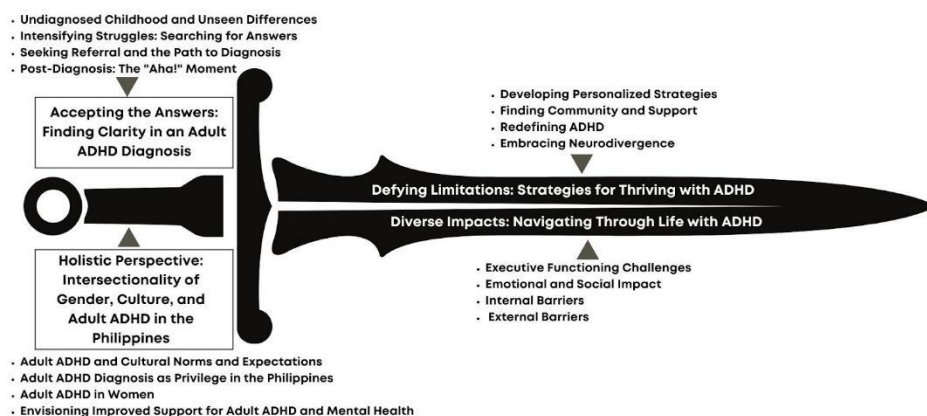 • Undiagnosed Childhood and Unseen Differences
• Intensifying Struggles: Searching for Answers
• Seeking Referral and the Path to Diagnosis
• Post-Diagnosis: The "Aha!" Moment
Accepting the Answers:
Finding Clarity in an Adult
ADHD Diagnosis
Holistic Perspective:
Intersectionality of
Gender, Culture, and
Adult ADHD in the
Philippines
• Adult ADHD and Cultural Norms and Expectations
• Adult ADHD Diagnosis as Privilege in the Philippines
• Adult ADHD in Women
• Envisioning Improved Support for Adult ADHD and Mental Health
• Developing Personalized Strategies
• Finding Community and Support
• Redefining ADHD
• Embracing Neurodivergence
Defying Limitations: Strategies for Thriving with ADHD
Diverse Impacts: Navigating Through Life with ADHD
• Executive Functioning Challenges
• Emotional and Social Impact
• Internal Barriers
• External Barriers